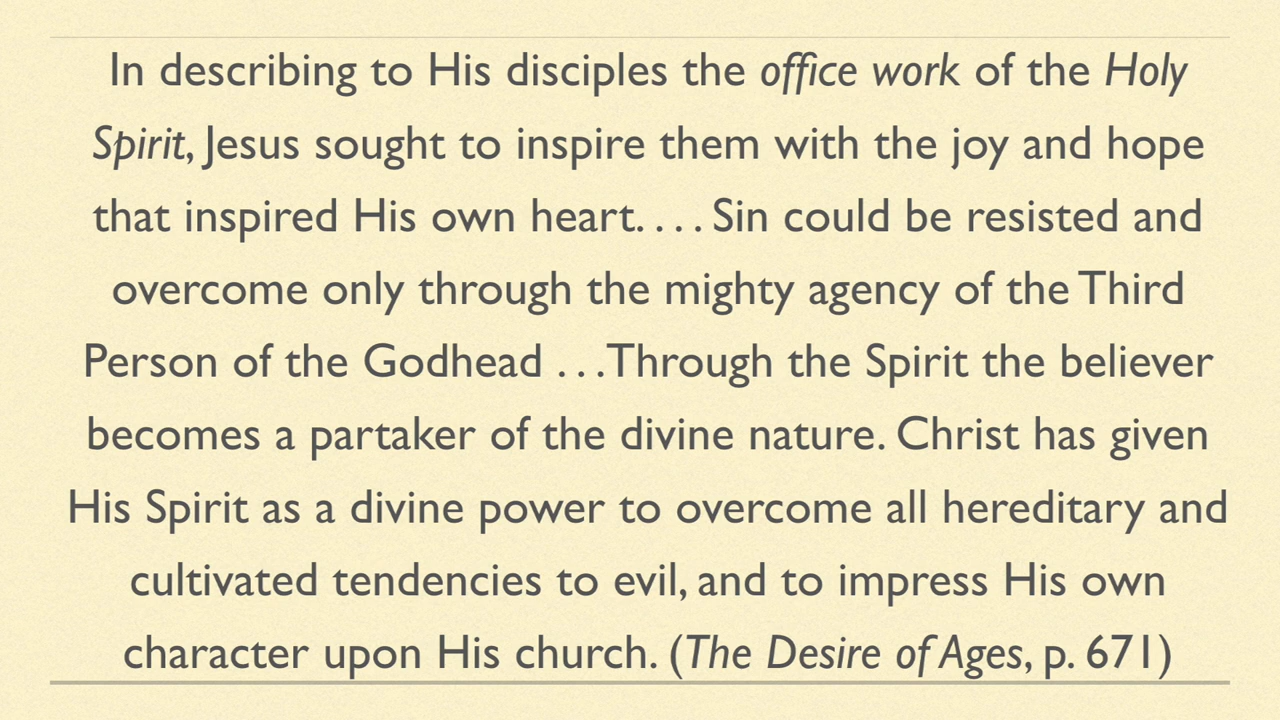 In describing to His disciples the office work of the Holy
Spirit, Jesus sought to inspire them with the joy and hope
that inspired His own heart. . . . Sin could be resisted and
overcome only through the mighty agency of the Third
Person of the Godhead . . .Through the Spirit the believer
becomes a partaker of the divine nature. Christ has given
His Spirit as a divine power to overcome all hereditary and
cultivated tendencies to evil, and to impress His own
character upon His church. (The Desire of Ages, p. 671)